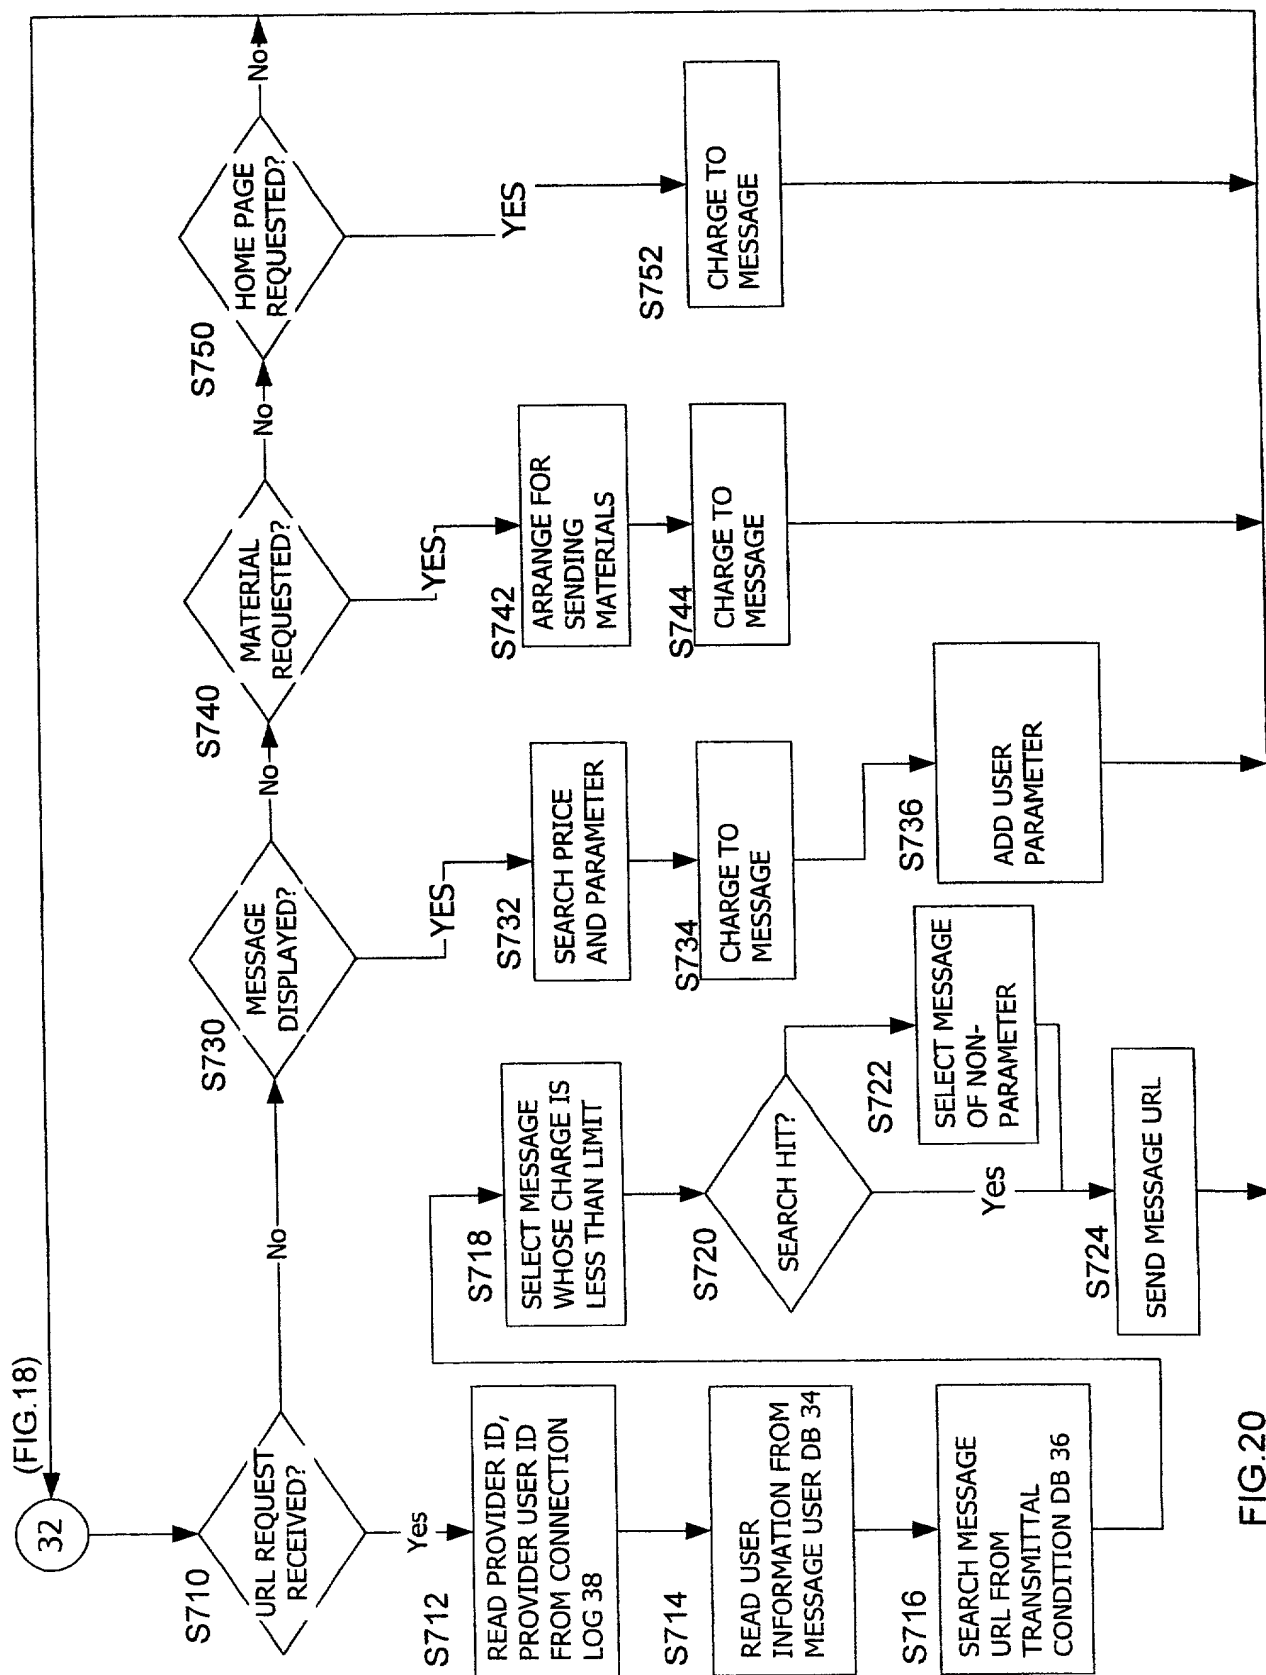 (FIG.18)
32
S710
URL REQUEST
RECEIVED?
No
Yes
S712
READ PROVIDER ID,
PROVIDER USER ID
FROM CONNECTION
LOG 38
S714
READ USER
INFORMATION FROM
MESSAGE USER DB 34
S716
SEARCH MESSAGE
URL FROM
TRANSMITTAL
CONDITION DB 36
S718
SELECT MESSAGE
WHOSE CHARGE IS
LESS THAN LIMIT
S720
SEARCH HIT?
Yes
S722
SELECT MESSAGE
OF NON-
PARAMETER
S724
SEND MESSAGE URL
S730
MESSAGE
DISPLAYED?
No
YES
S732
SEARCH PRICE
AND PARAMETER
S734
CHARGE TO
MESSAGE
S736
ADD USER
PARAMETER
S740
MATERIAL
REQUESTED?
No
YES
S742
ARRANGE FOR
SENDING
MATERIALS
S744
CHARGE TO
MESSAGE
S750
HOME PAGE
REQUESTED?
No
YES
S752
CHARGE TO
MESSAGE
FIG.20